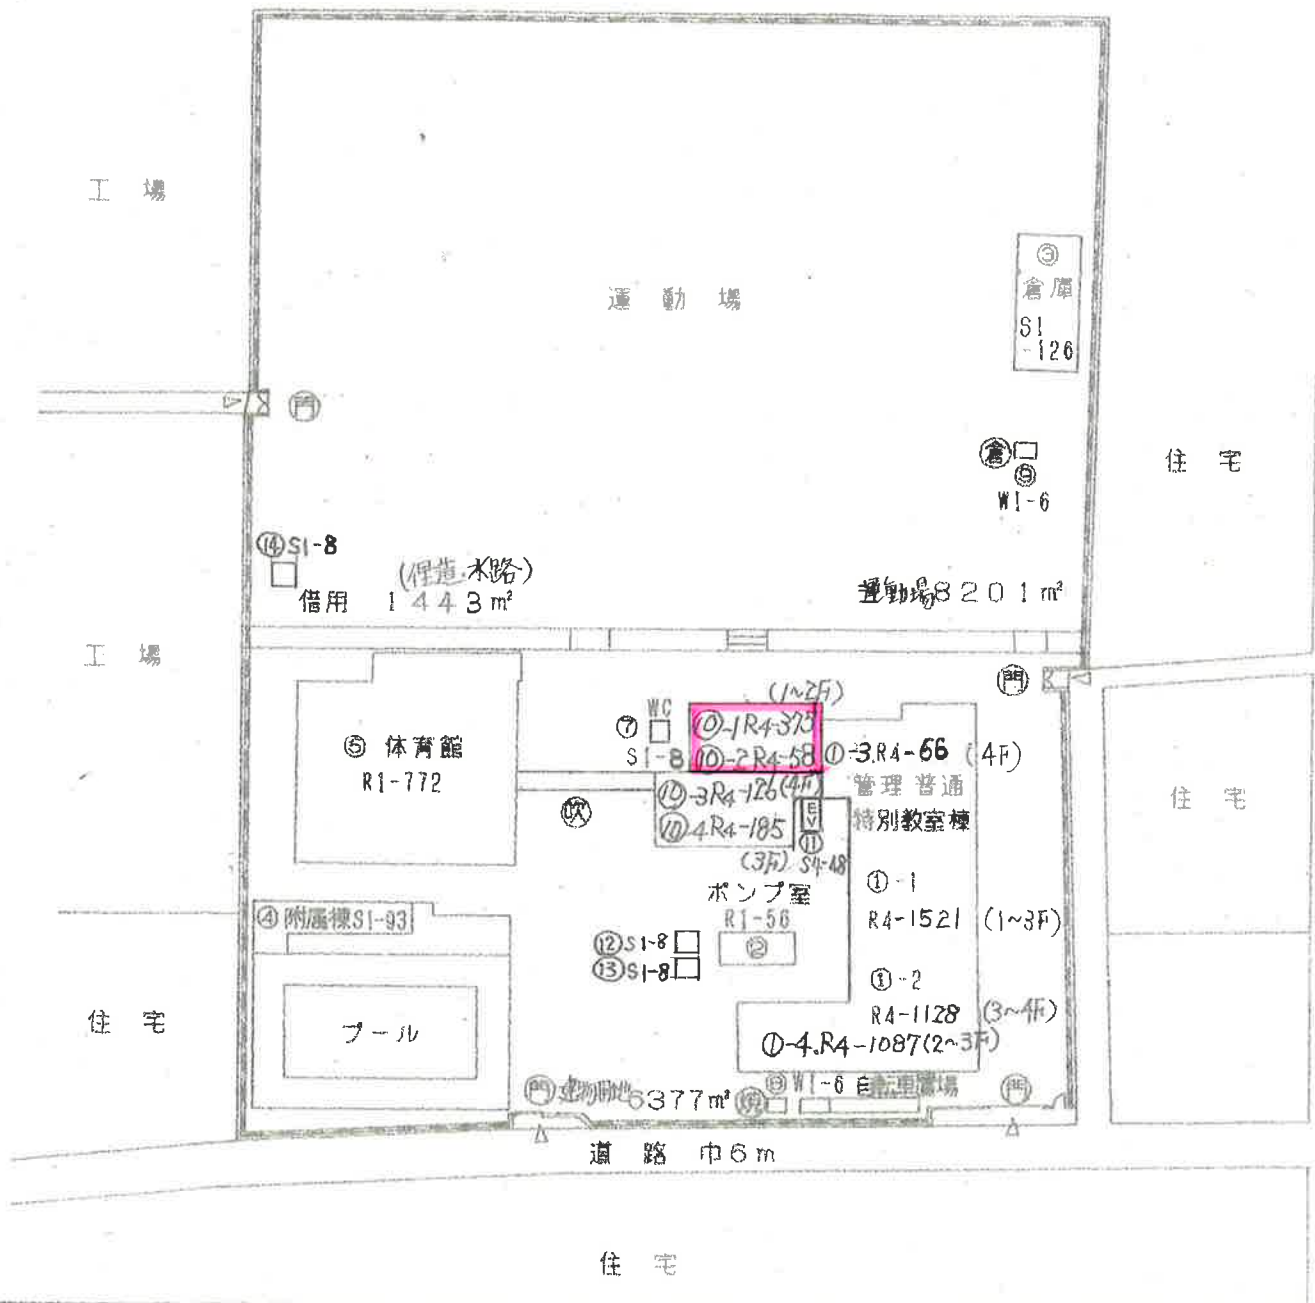 工場
運動場
③
倉庫
S1
-126
門
倉
⑨
W1-6
住宅
⑭S1-8
借用 1443㎡
水路)
運動場8201㎡
工場
門
(1~2F)
WC
⑦
S1-8
⑩-1R4-375
⑩-2R4-58
①-3.R4-66 (4F)
⑤ 体育館
R1-772
管理普通
特別教室棟
住宅
吹
⑩-3R4-126(4F)
⑩-4R4-185
(3F)
EV
⑪
S4-48
ポンプ室
R1-56
②
①-1
R4-1521 (1~3F)
④附属棟S1-93
⑫S1-8
⑬S1-8
①-2
R4-1128 (3~4F)
①-4.R4-1087(2~3F)
住宅
プール
門
建物用地6377㎡
焼
W1-6 自転車置場
門
道路 巾6m
住宅